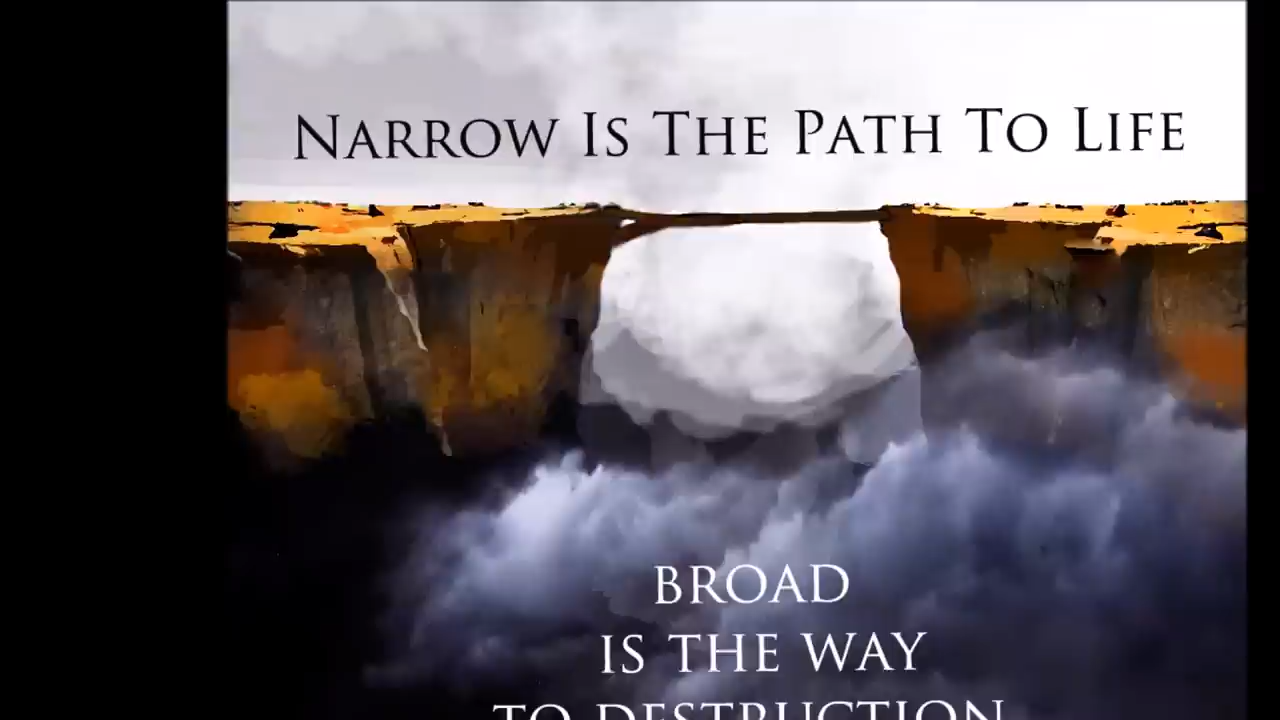 Narrow Is The Path To Life
BROAD
IS THE WAY
TO DESTRUCTION